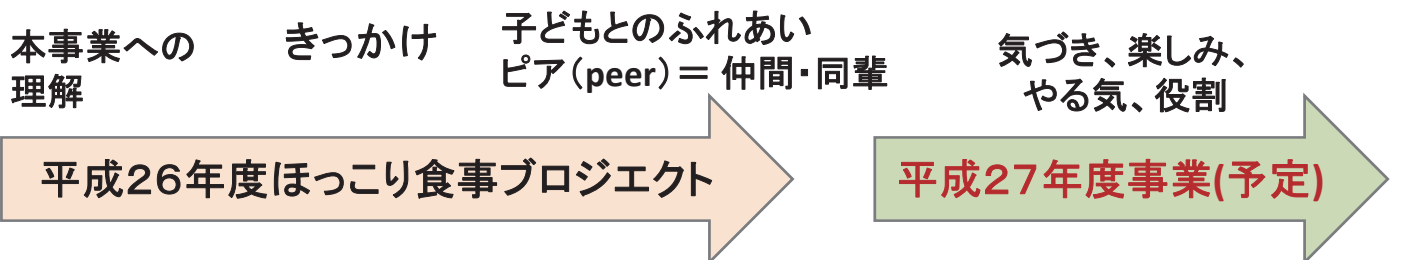 本事業への
理解
きっかけ
子どもとのふれあい
ピア(peer)= 仲間・同輩
気づき、楽しみ、
やる気、役割
平成26年度ほっこり食事ブロジエクト
平成27年度事業(予定)